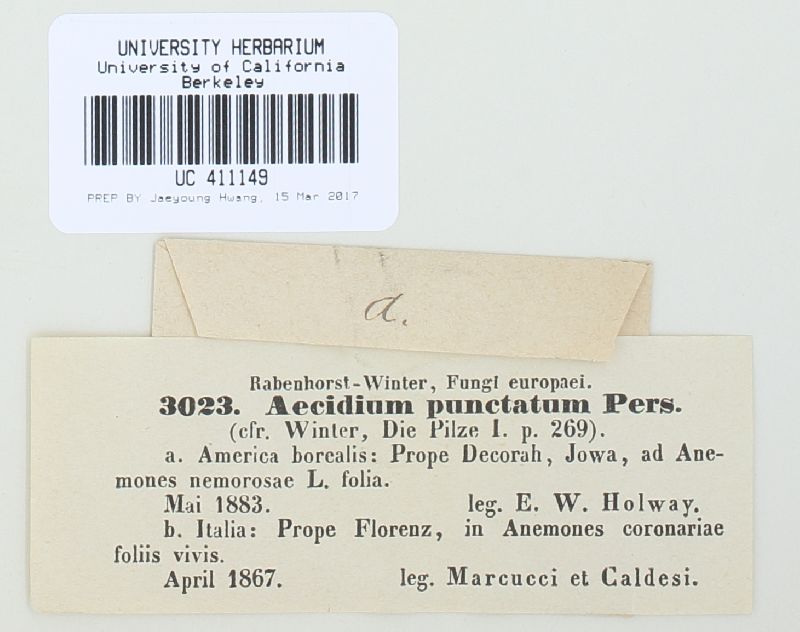 UNIVERSITY HERBARIUM
University of California
Berkeley
UC 411149
PREP BY Jaeyoung Hwang, 15 Mar 2017
a.
Rabenhorst-Winter, Fungi europaei.
3023. Aecidium punctatum Pers.
(cfr. Winter, Die Pilze I. p. 269).
a. America borealis: Prope Decorah, Jowa, ad Ane-
mones nemorosae L. folia.
Mai 1883. leg. E. W. Holway.
b. Italia: Prope Florenz, in Anemones coronariae
foliis vivis.
April 1867. leg. Marcucci et Caldesi.